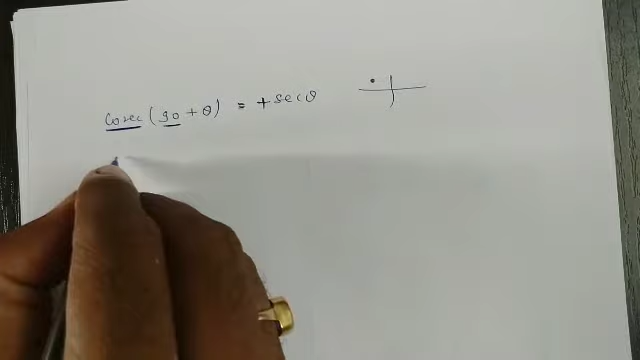 cosec (90 + θ) = + secθ